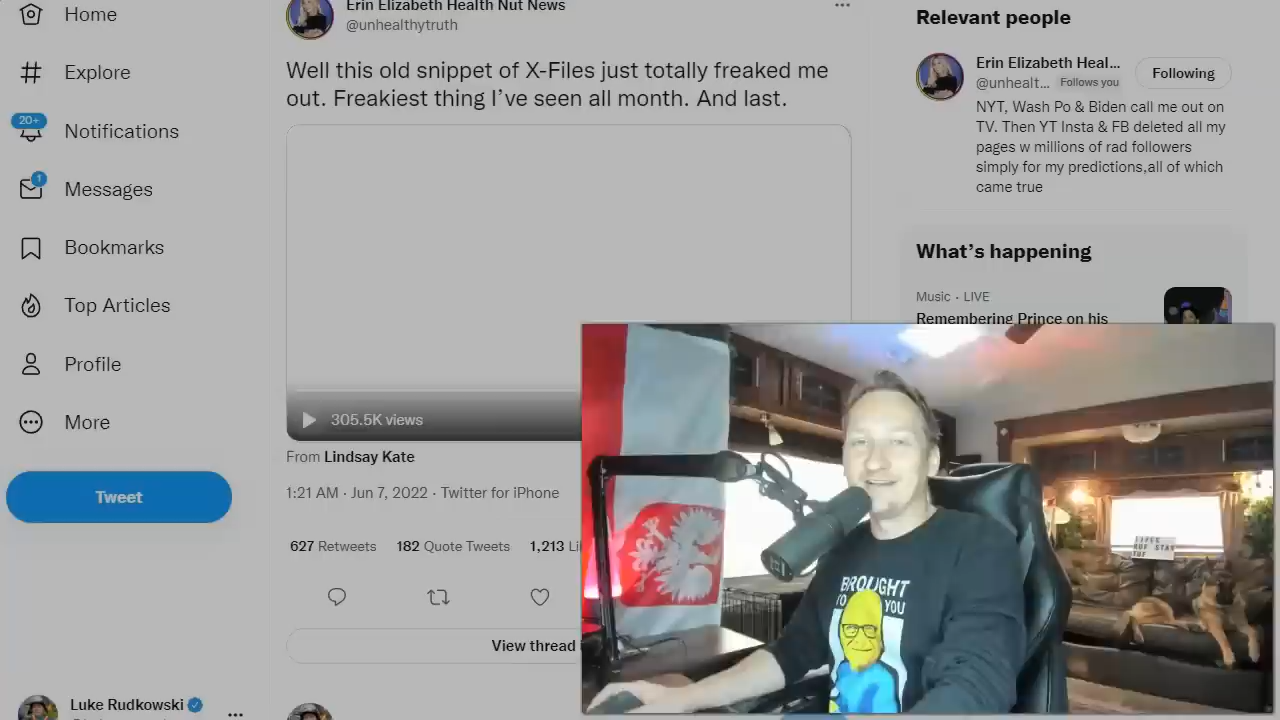 Home
Explore
20+
Notifications
1
Messages
Bookmarks
Top Articles
Profile
More
Tweet
Luke Rudkowski
Erin Elizabeth Health Nut News
@unhealthytruth
Well this old snippet of X-Files just totally freaked me
out. Freakiest thing I've seen all month. And last.
305.5K views
From Lindsay Kate
1:21 AM · Jun 7, 2022 · Twitter for iPhone
627 Retweets 182 Quote Tweets 1,213 Li
View thread
Relevant people
Erin Elizabeth Heal...
@unhealt... Follows you
Following
NYT, Wash Po & Biden call me out on
TV. Then YT Insta & FB deleted all my
pages w millions of rad followers
simply for my predictions,all of which
came true
What's happening
Music · LIVE
Remembering Prince on his
BROUGHT
TO YOU